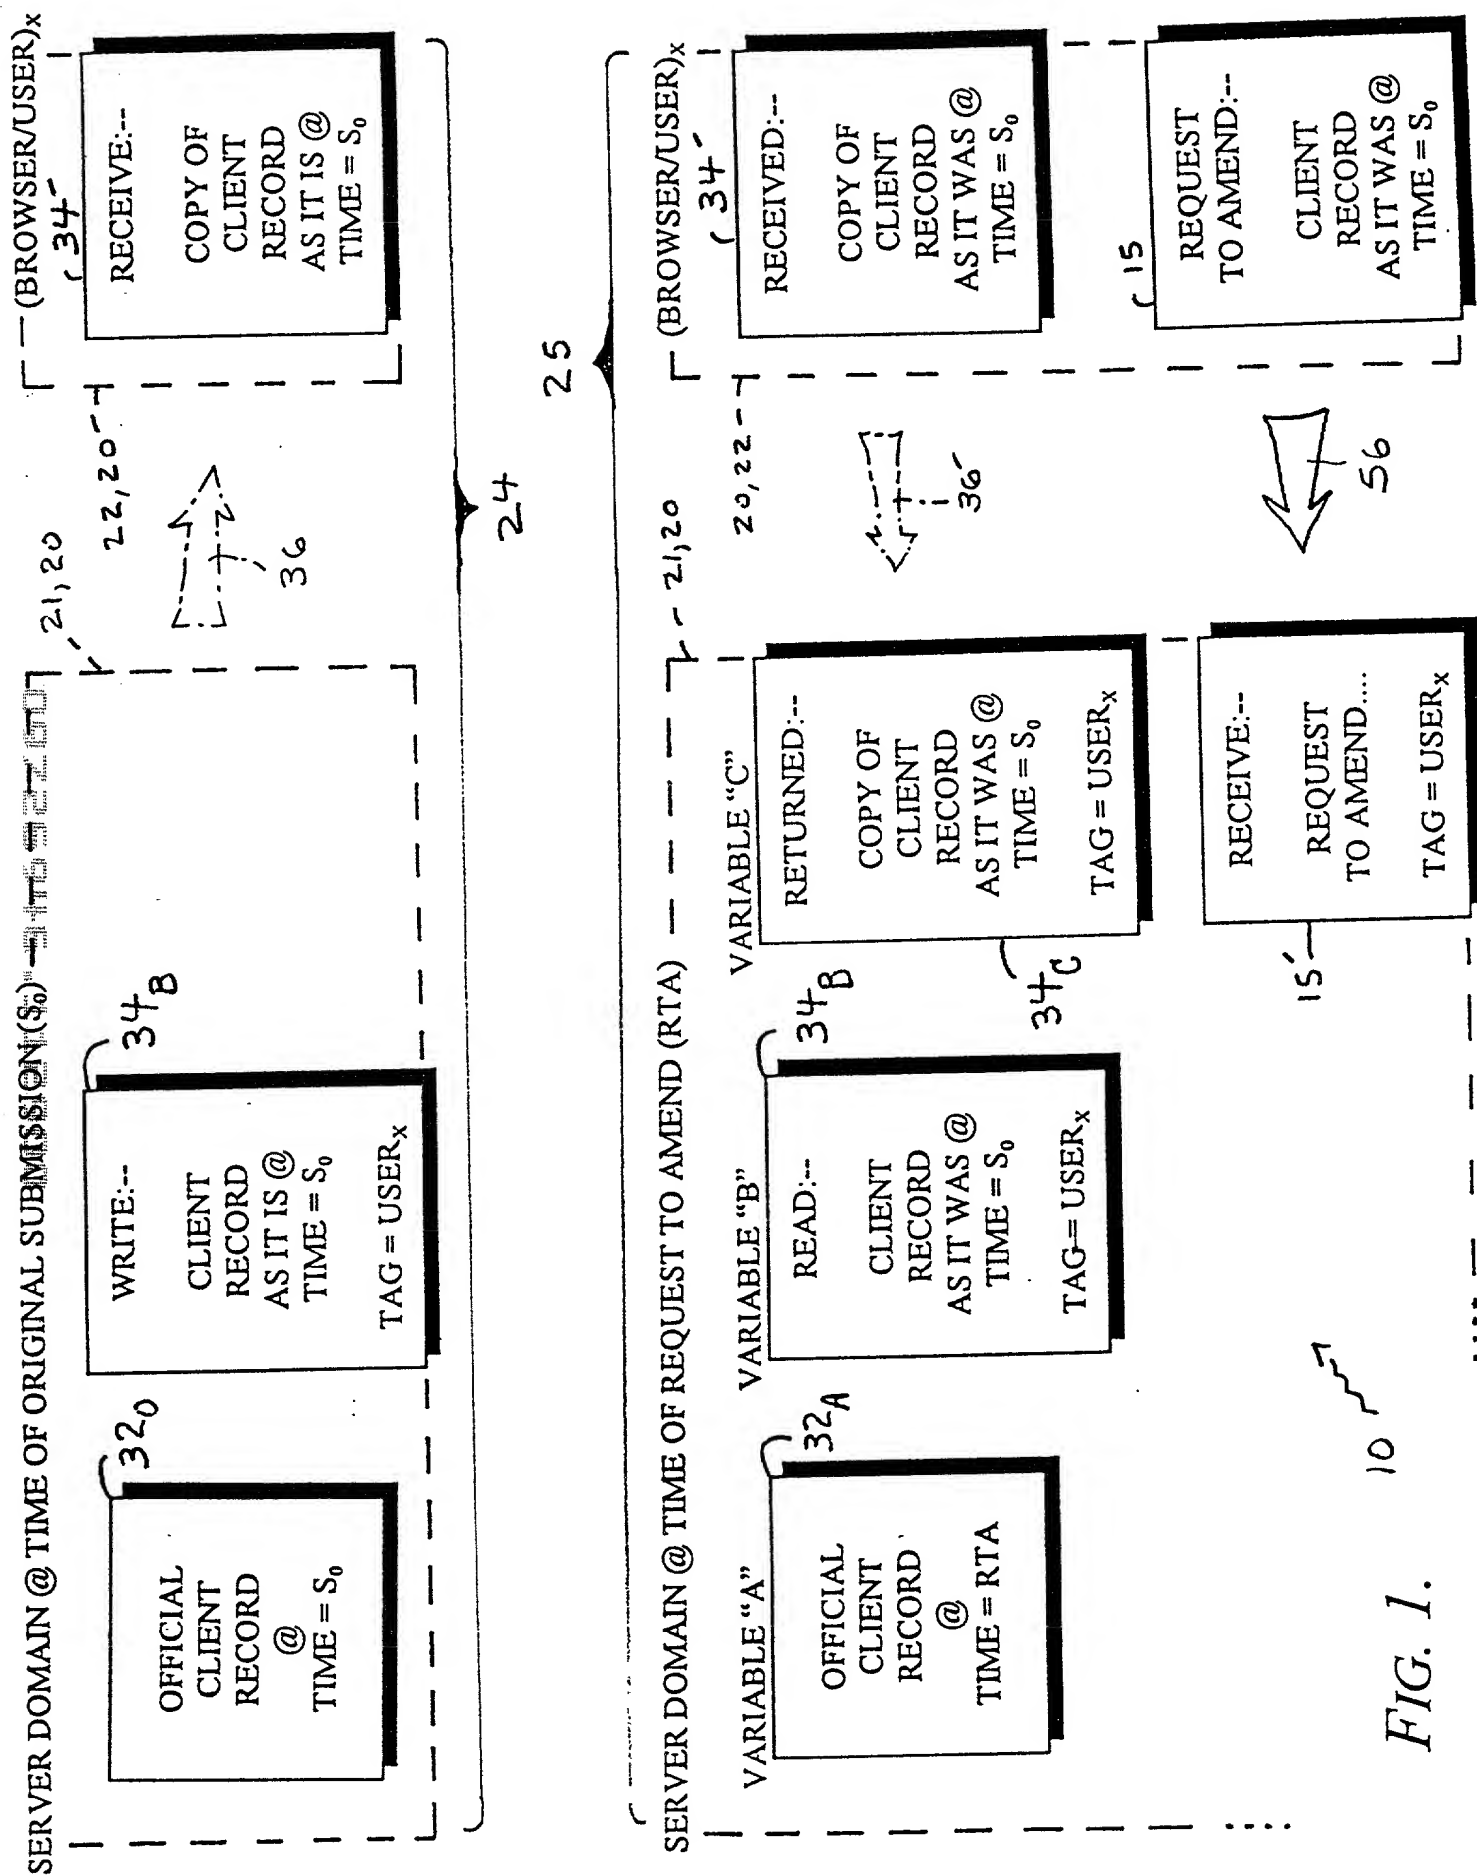 SERVER DOMAIN @ TIME OF ORIGINAL SUBMISSION (S₀)
21,20
(BROWSER/USER)ₓ
32₀
OFFICIAL
CLIENT
RECORD
@
TIME = S₀
34B
WRITE:--
CLIENT
RECORD
AS IT IS @
TIME = S₀
TAG = USERₓ
36
22,20
34'
RECEIVE:--
COPY OF
CLIENT
RECORD
AS IT IS @
TIME = S₀
24
25
SERVER DOMAIN @ TIME OF REQUEST TO AMEND (RTA)
21,20
(BROWSER/USER)ₓ
VARIABLE "A"
32A
OFFICIAL
CLIENT
RECORD
@
TIME = RTA
VARIABLE "B"
34B
READ:--
CLIENT
RECORD
AS IT WAS @
TIME = S₀
TAG = USERₓ
VARIABLE "C"
34C
RETURNED:--
COPY OF
CLIENT
RECORD
AS IT WAS @
TIME = S₀
TAG = USERₓ
20,22
36'
34'
RECEIVED:--
COPY OF
CLIENT
RECORD
AS IT WAS @
TIME = S₀
15'
RECEIVE:--
REQUEST
TO AMEND....
TAG = USERₓ
56
15
REQUEST
TO AMEND:--
CLIENT
RECORD
AS IT WAS @
TIME = S₀
10
FIG. 1.